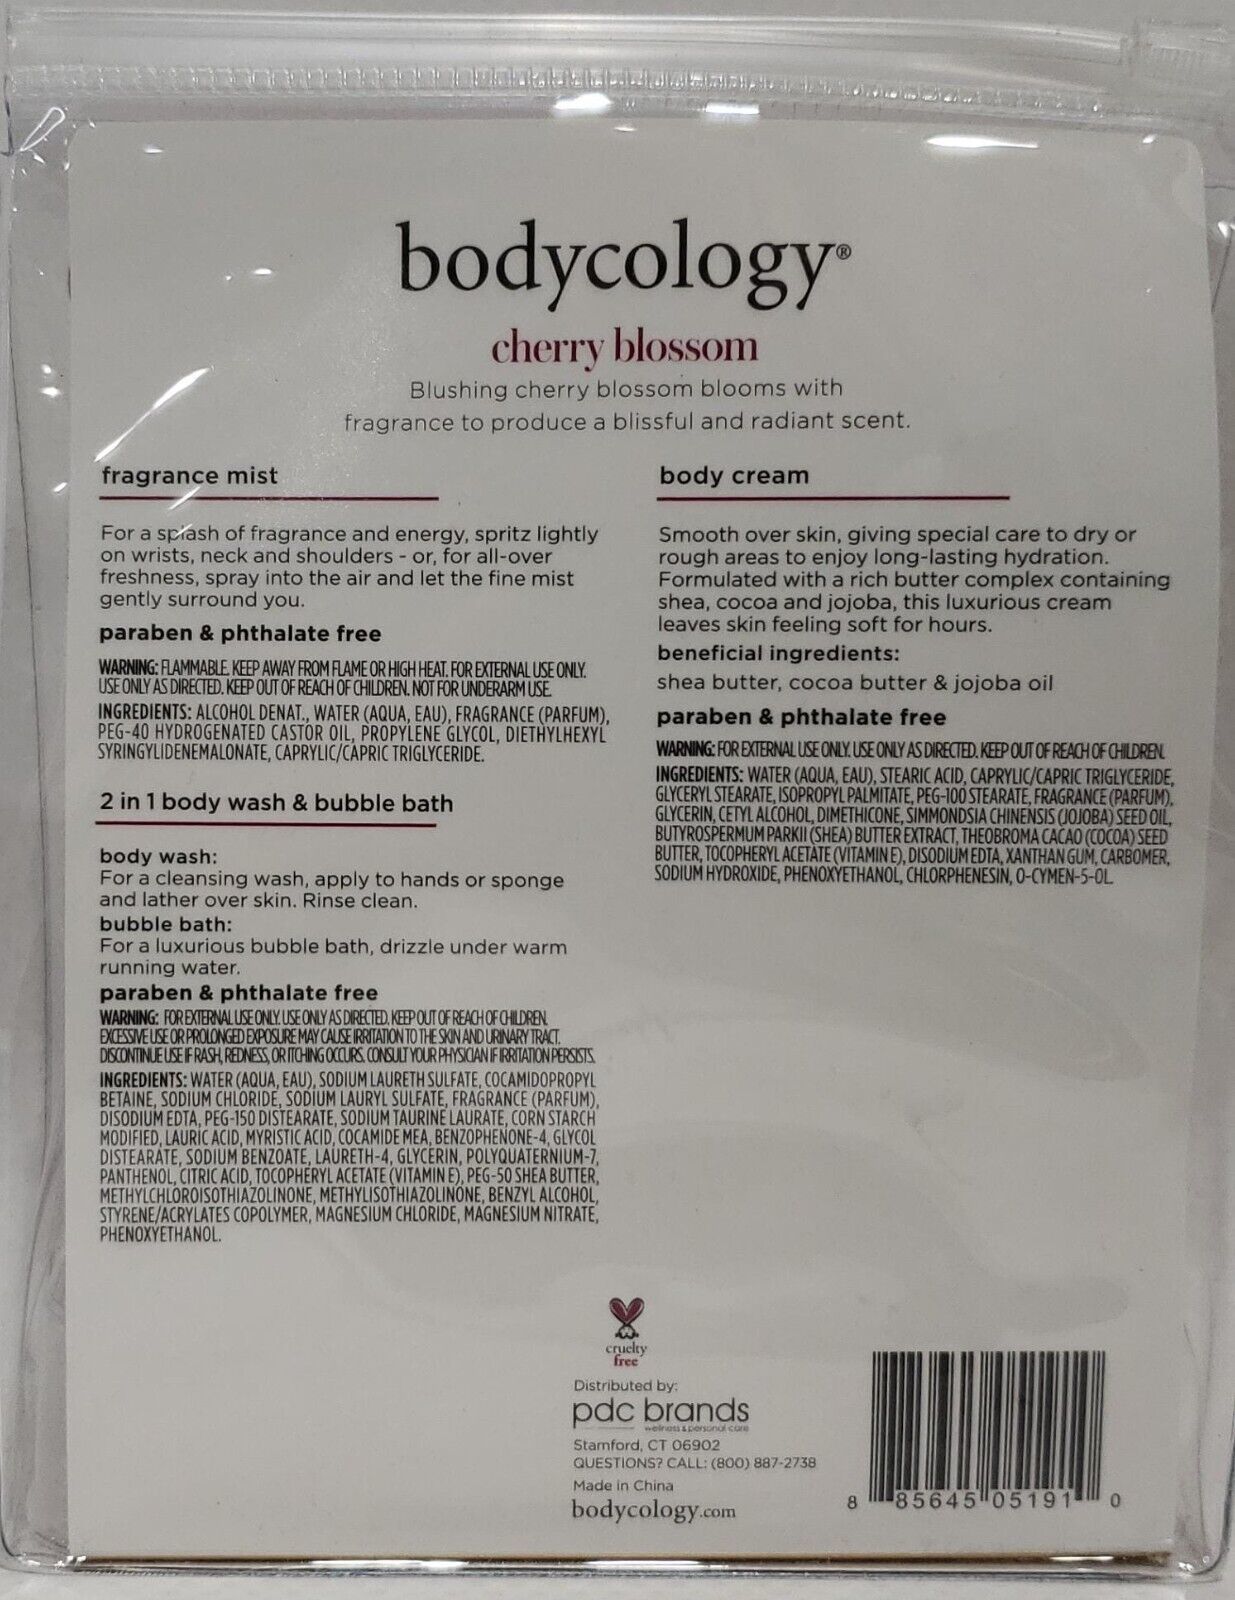 bodycology®
cherry blossom
Blushing cherry blossom blooms with
fragrance to produce a blissful and radiant scent.
fragrance mist
For a splash of fragrance and energy, spritz lightly
on wrists, neck and shoulders - or, for all-over
freshness, spray into the air and let the fine mist
gently surround you.
paraben & phthalate free
WARNING: FLAMMABLE. KEEP AWAY FROM FLAME OR HIGH HEAT. FOR EXTERNAL USE ONLY.
USE ONLY AS DIRECTED. KEEP OUT OF REACH OF CHILDREN. NOT FOR UNDERARM USE.
INGREDIENTS: ALCOHOL DENAT., WATER (AQUA, EAU), FRAGRANCE (PARFUM),
PEG-40 HYDROGENATED CASTOR OIL, PROPYLENE GLYCOL, DIETHYLHEXYL
SYRINGYLIDENEMALONATE, CAPRYLIC/CAPRIC TRIGLYCERIDE.
2 in 1 body wash & bubble bath
body wash:
For a cleansing wash, apply to hands or sponge
and lather over skin. Rinse clean.
bubble bath:
For a luxurious bubble bath, drizzle under warm
running water.
paraben & phthalate free
WARNING: FOR EXTERNAL USE ONLY. USE ONLY AS DIRECTED. KEEP OUT OF REACH OF CHILDREN.
EXCESSIVE USE OR PROLONGED EXPOSURE MAY CAUSE IRRITATION TO THE SKIN AND URINARY TRACT.
DISCONTINUE USE IF RASH, REDNESS, OR ITCHING OCCURS. CONSULT YOUR PHYSICIAN IF IRRITATION PERSISTS.
INGREDIENTS: WATER (AQUA, EAU), SODIUM LAURETH SULFATE, COCAMIDOPROPYL
BETAINE, SODIUM CHLORIDE, SODIUM LAURYL SULFATE, FRAGRANCE (PARFUM),
DISODIUM EDTA, PEG-150 DISTEARATE, SODIUM TAURINE LAURATE, CORN STARCH
MODIFIED, LAURIC ACID, MYRISTIC ACID, COCAMIDE MEA, BENZOPHENONE-4, GLYCOL
DISTEARATE, SODIUM BENZOATE, LAURETH-4, GLYCERIN, POLYQUATERNIUM-7,
PANTHENOL, CITRIC ACID, TOCOPHERYL ACETATE (VITAMIN E), PEG-50 SHEA BUTTER,
METHYLCHLOROISOTHIAZOLINONE, METHYLISOTHIAZOLINONE, BENZYL ALCOHOL,
STYRENE/ACRYLATES COPOLYMER, MAGNESIUM CHLORIDE, MAGNESIUM NITRATE,
PHENOXYETHANOL.
body cream
Smooth over skin, giving special care to dry or
rough areas to enjoy long-lasting hydration.
Formulated with a rich butter complex containing
shea, cocoa and jojoba, this luxurious cream
leaves skin feeling soft for hours.
beneficial ingredients:
shea butter, cocoa butter & jojoba oil
paraben & phthalate free
WARNING: FOR EXTERNAL USE ONLY. USE ONLY AS DIRECTED. KEEP OUT OF REACH OF CHILDREN.
INGREDIENTS: WATER (AQUA, EAU), STEARIC ACID, CAPRYLIC/CAPRIC TRIGLYCERIDE,
GLYCERYL STEARATE, ISOPROPYL PALMITATE, PEG-100 STEARATE, FRAGRANCE (PARFUM),
GLYCERIN, CETYL ALCOHOL, DIMETHICONE, SIMMONDSIA CHINENSIS (JOJOBA) SEED OIL,
BUTYROSPERMUM PARKII (SHEA) BUTTER EXTRACT, THEOBROMA CACAO (COCOA) SEED
BUTTER, TOCOPHERYL ACETATE (VITAMIN E), DISODIUM EDTA, XANTHAN GUM, CARBOMER,
SODIUM HYDROXIDE, PHENOXYETHANOL, CHLORPHENESIN, O-CYMEN-5-OL.
cruelty
free
Distributed by:
pdc brands
wellness & personal care
Stamford, CT 06902
QUESTIONS? CALL: (800) 887-2738
Made in China
bodycology.com
8 85645 05191 0